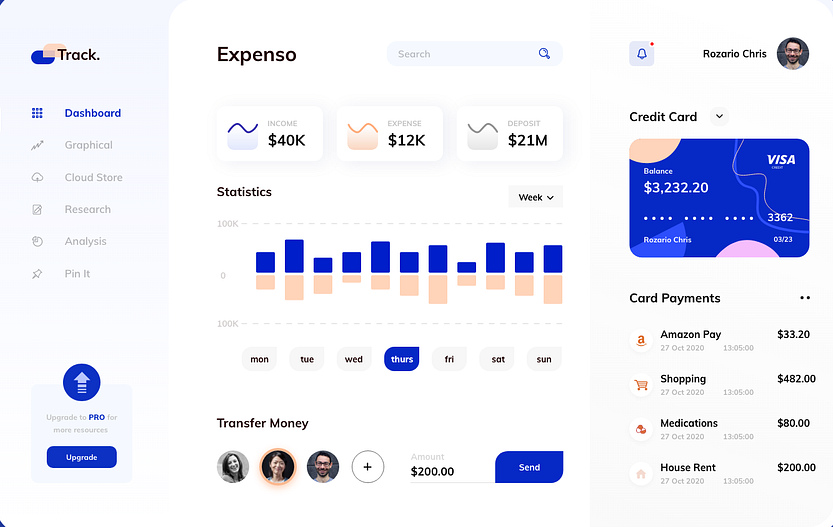 Track.
Dashboard
Graphical
Cloud Store
Research
Analysis
Pin It
Upgrade to PRO for
more resources
Upgrade
Expenso
Search
INCOME
$40K
EXPENSE
$12K
DEPOSIT
$21M
Statistics
Week
100K
0
100K
mon
tue
wed
thurs
fri
sat
sun
Transfer Money
+
Amount
$200.00
Send
Rozario Chris
Credit Card
Balance
$3,232.20
VISA
CREDIT
3362
Rozario Chris
03/23
Card Payments
Amazon Pay
$33.20
27 Oct 2020 13:05:00
Shopping
$482.00
27 Oct 2020 13:05:00
Medications
$80.00
27 Oct 2020 13:05:00
House Rent
$200.00
27 Oct 2020 13:05:00